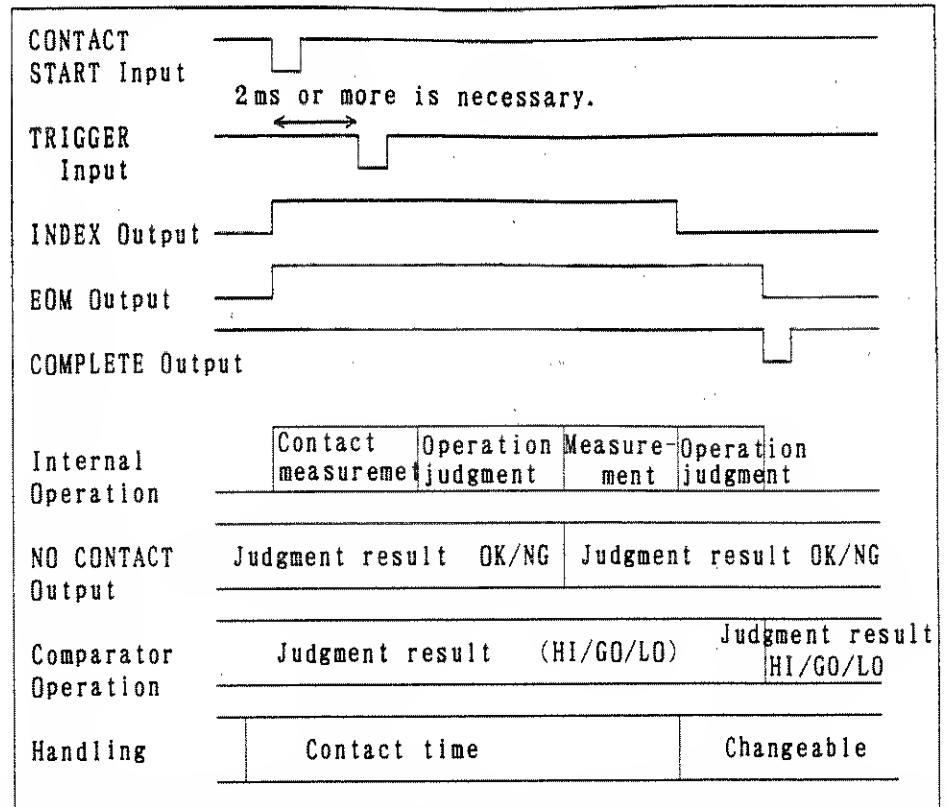 CONTACT
START Input
2ms or more is necessary.
TRIGGER
Input
INDEX Output
EOM Output
COMPLETE Output
Internal
Operation
Contact
measuremet
Operation
judgment
Measure-
ment
Operation
judgment
NO CONTACT
Output
Judgment result OK/NG
Judgment result OK/NG
Comparator
Operation
Judgment result (HI/GO/LO)
Judgment result
HI/GO/LO
Handling
Contact time
Changeable